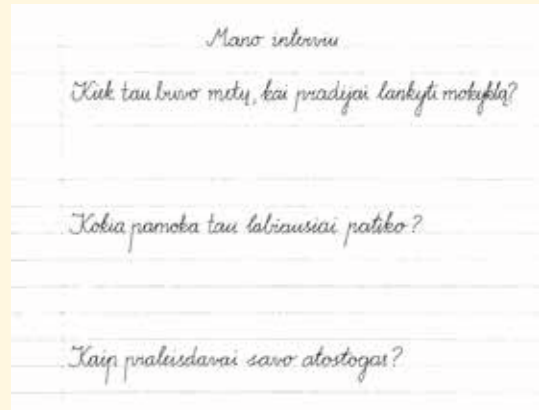 Mano interviu
Kiek tau buvo metų, kai pradėjai lankyti mokyklą?
Kokia pamoka tau labiausiai patiko?
Kaip praleisdavai savo atostogas?